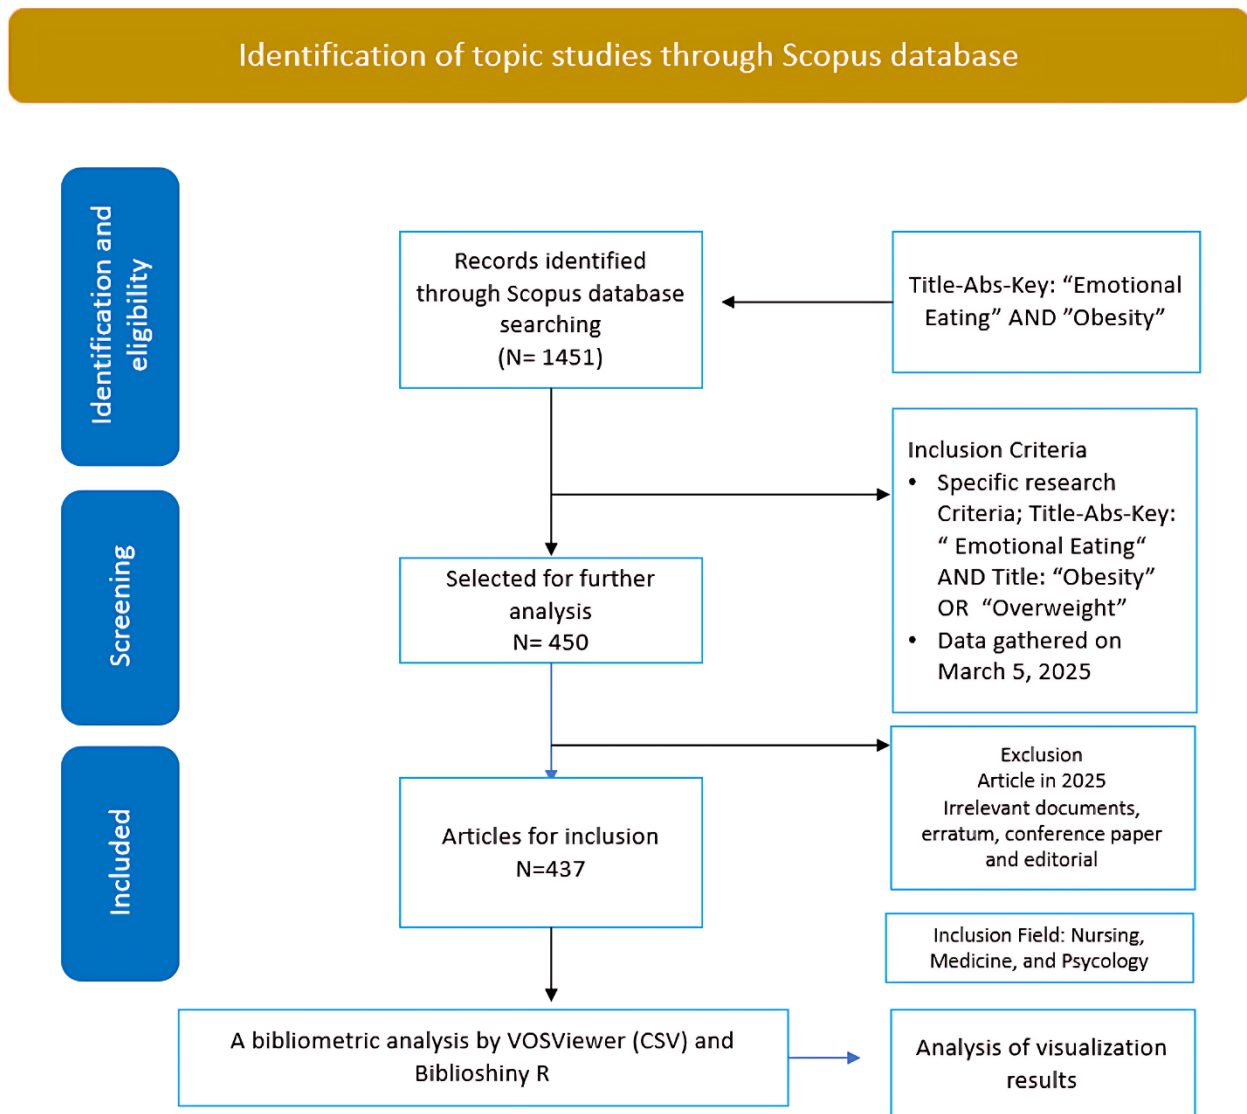 Identification of topic studies through Scopus database
Identification and
eligibility
Records identified
through Scopus database
searching
(N= 1451)
Title-Abs-Key: “Emotional
Eating” AND ”Obesity”
Inclusion Criteria
• Specific research
Criteria; Title-Abs-Key:
“ Emotional Eating“
AND Title: “Obesity”
OR “Overweight”
• Data gathered on
March 5, 2025
Screening
Selected for further
analysis
N= 450
Exclusion
Article in 2025
Irrelevant documents,
erratum, conference paper
and editorial
Included
Articles for inclusion
N=437
Inclusion Field: Nursing,
Medicine, and Psycology
A bibliometric analysis by VOSViewer (CSV) and
Biblioshiny R
Analysis of visualization
results